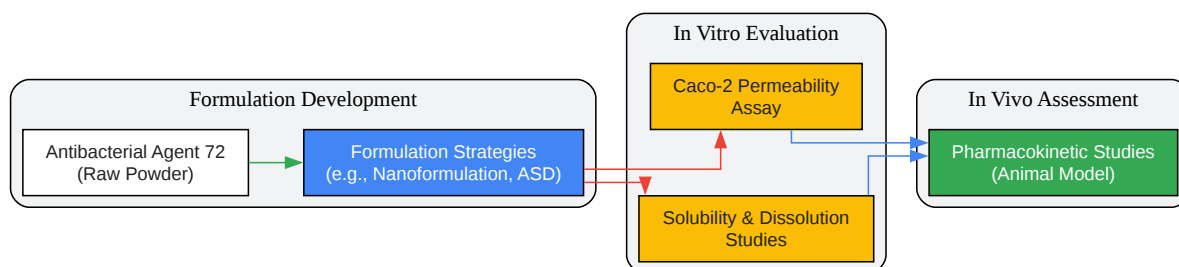 Formulation Development
Antibacterial Agent 72
(Raw Powder)
Formulation Strategies
(e.g., Nanoformulation, ASD)
In Vitro Evaluation
Caco-2 Permeability
Assay
Solubility & Dissolution
Studies
In Vivo Assessment
Pharmacokinetic Studies
(Animal Model)